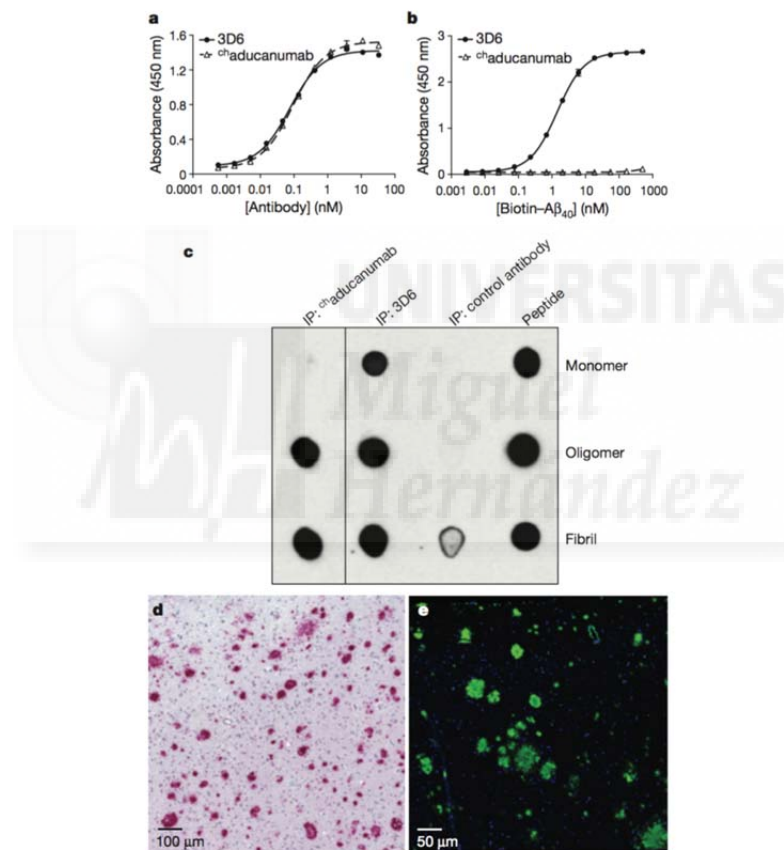 a
3D6
chaducanumab
Absorbance (450 nm)
1.6
1.2
0.8
0.4
0.0001
0.001
0.01
0.1
1
10
100
[Antibody] (nM)
b
3D6
chaducanumab
Absorbance (450 nm)
3
2
1
0
0.001
0.01
0.1
1
10
100
1000
[Biotin–Aβ40] (nM)
c
IP: chaducanumab
IP: 3D6
IP: control antibody
Peptide
Monomer
Oligomer
Fibril
UNIVERSITAS
Miguel
Hernández
d
100 µm
e
50 µm